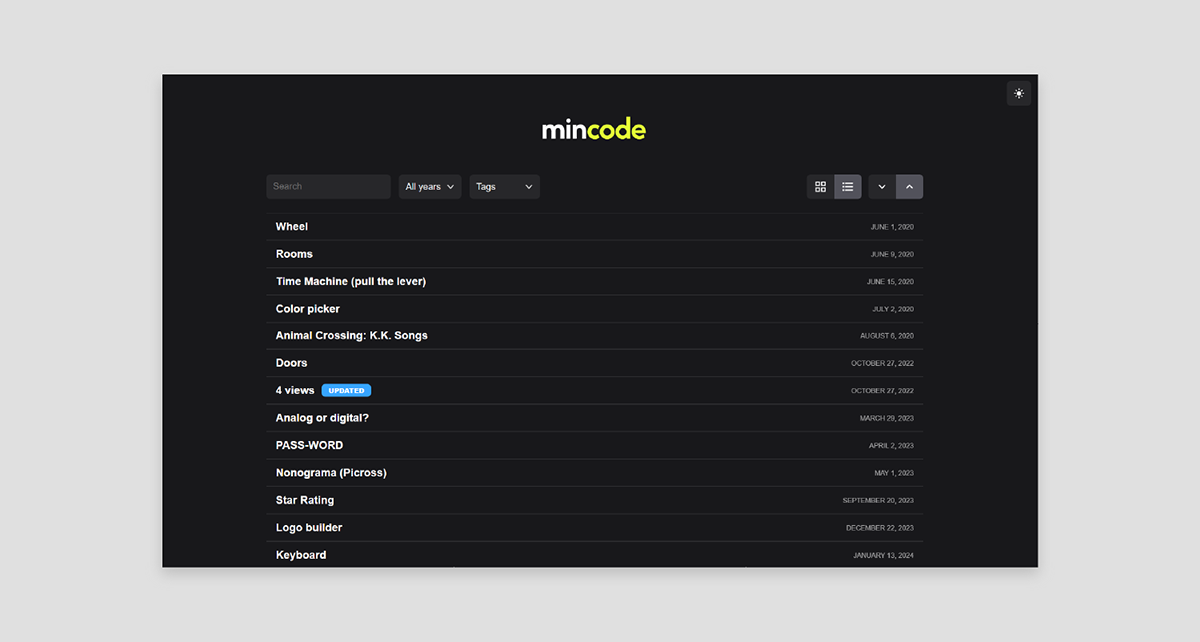 mincode
Search All years Tags
Wheel JUNE 1, 2020
Rooms JUNE 9, 2020
Time Machine (pull the lever) JUNE 15, 2020
Color picker JULY 2, 2020
Animal Crossing: K.K. Songs AUGUST 6, 2020
Doors OCTOBER 27, 2022
4 views UPDATED OCTOBER 27, 2022
Analog or digital? MARCH 29, 2023
PASS-WORD APRIL 2, 2023
Nonograma (Picross) MAY 1, 2023
Star Rating SEPTEMBER 20, 2023
Logo builder DECEMBER 22, 2023
Keyboard JANUARY 13, 2024